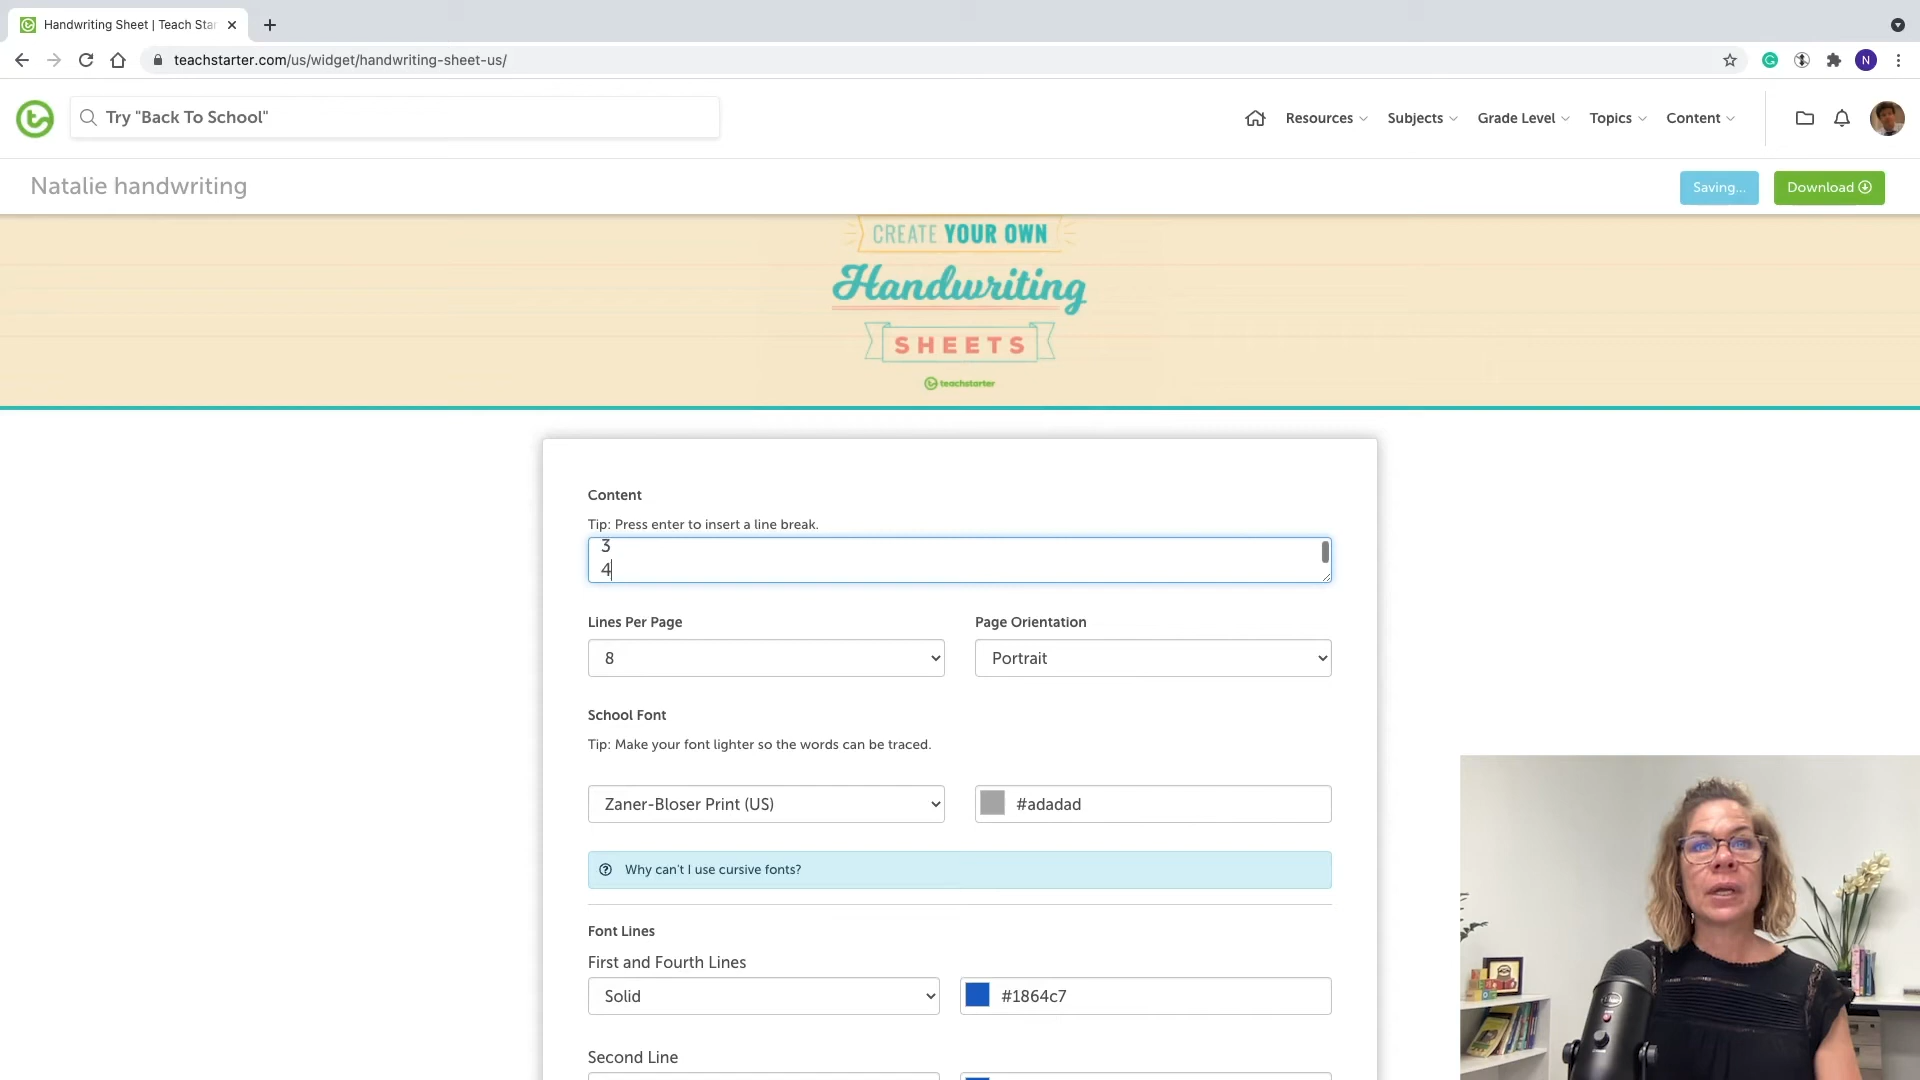 Handwriting Sheet | Teach Star
teachstarter.com/us/widget/handwriting-sheet-us/
N
Try "Back To School"
Resources
Subjects
Grade Level
Topics
Content
Natalie handwriting
Saving...
Download
CREATE YOUR OWN
Handwriting
SHEETS
teachstarter
Content
Tip: Press enter to insert a line break.
3
4
Lines Per Page
Page Orientation
8
Portrait
School Font
Tip: Make your font lighter so the words can be traced.
Zaner-Bloser Print (US)
#adadad
Why can't I use cursive fonts?
Font Lines
First and Fourth Lines
Solid
#1864c7
Second Line